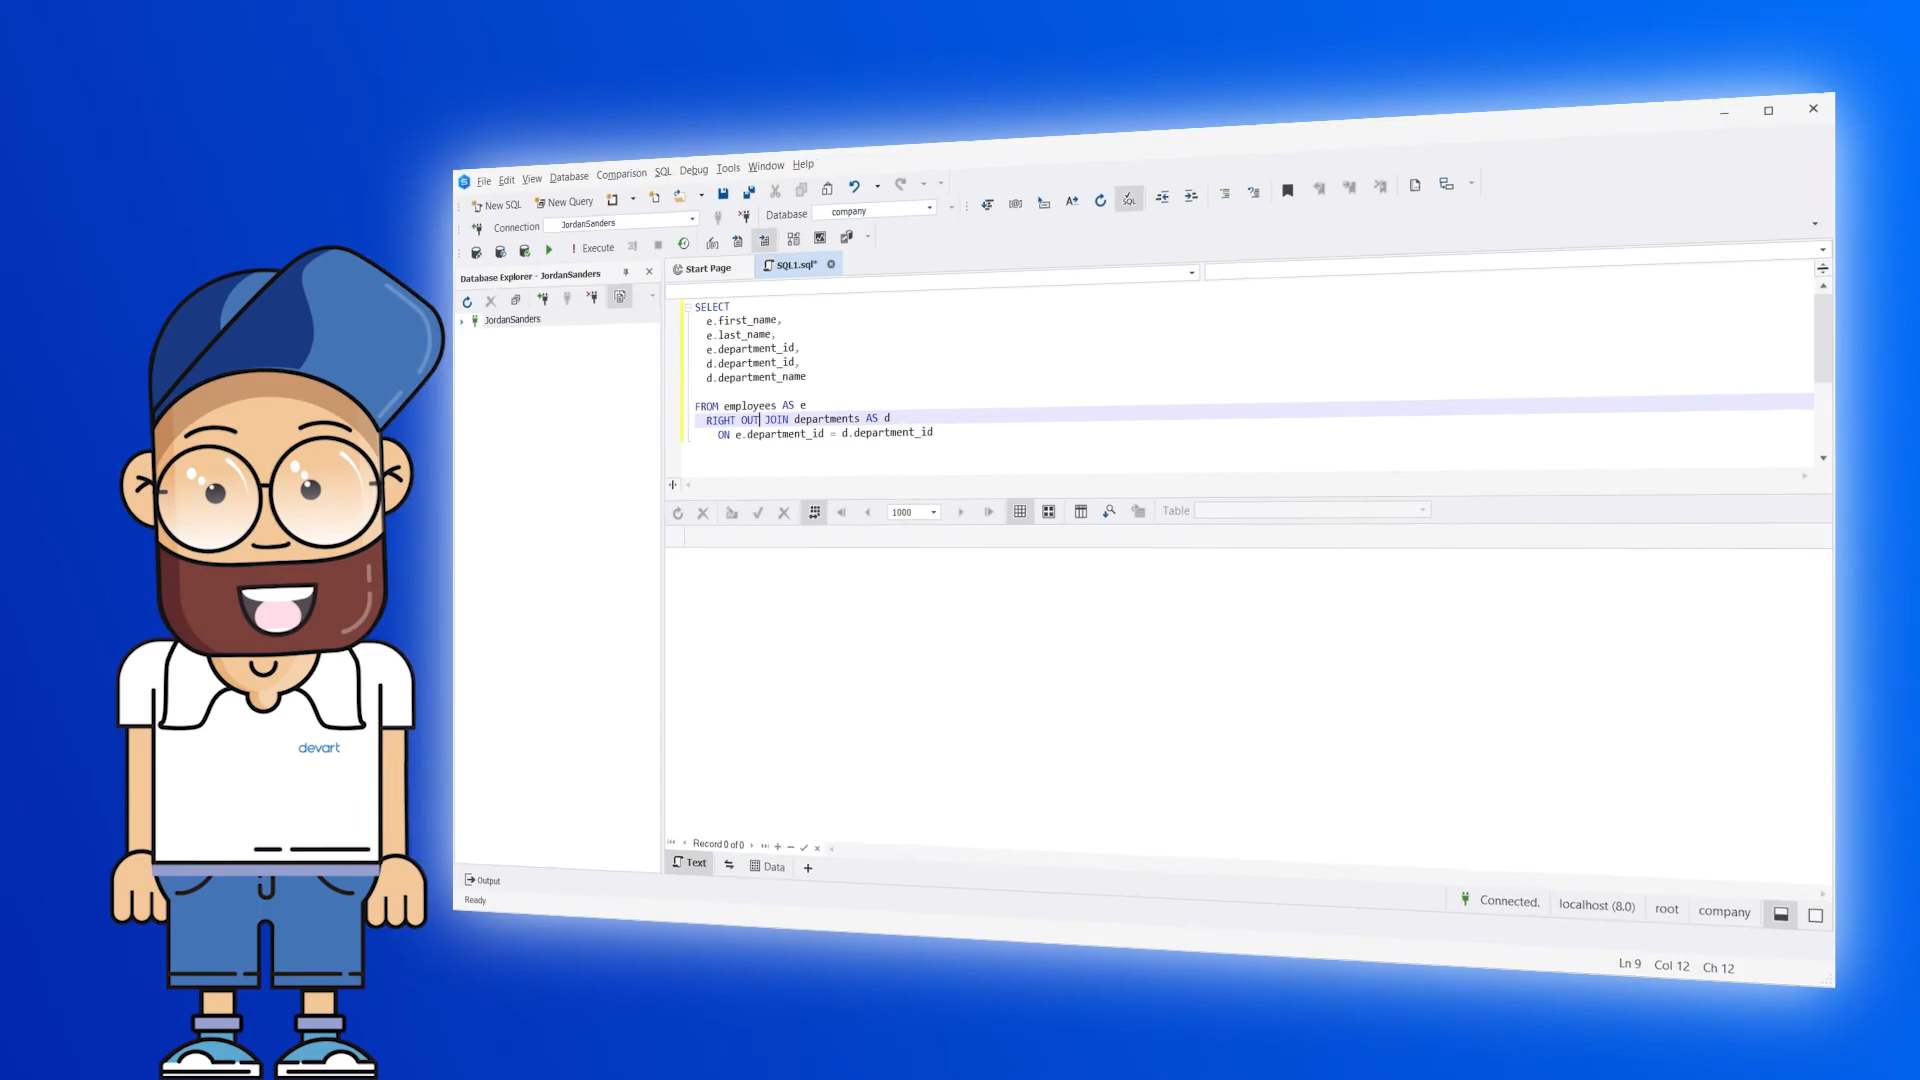 File Edit View Database Comparison SQL Debug Tools Window Help
New SQL New Query
Connection JordanSanders Database company
Execute
Database Explorer - JordanSanders
Start Page SQL1.sql*
JordanSanders
SELECT
e.first_name,
e.last_name,
e.department_id,
d.department_id,
d.department_name
FROM employees AS e
RIGHT OUT JOIN departments AS d
ON e.department_id = d.department_id
1000 Table
devart
Record 0 of 0
Text Data
Output
Ready
Connected. localhost (8.0) root company
Ln 9 Col 12 Ch 12